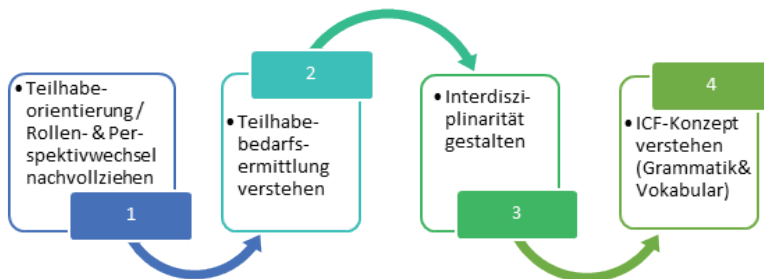 • Teilhabe-
orientierung /
Rollen- & Per-
spektivwechsel
nachvollziehen
1
2
• Teilhabe-
bedarfs-
ermittlung
verstehen
• Interdiszi-
plinarität
gestalten
3
4
• ICF-Konzept
verstehen
(Grammatik&
Vokabular)